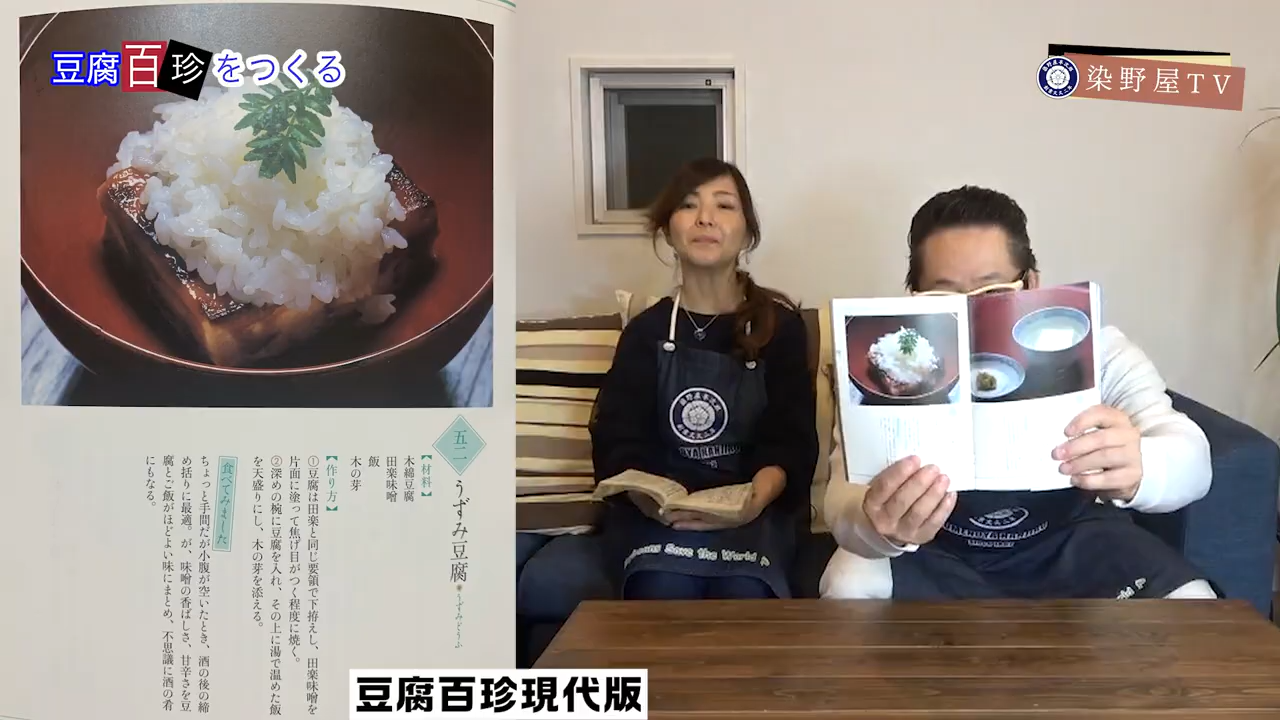 豆腐百珍をつくる
染野屋TV
五二 うずみ豆腐 うずみどうふ
【材料】
木綿豆腐
田楽味噌
飯
木の芽
【作り方】
①豆腐は田楽と同じ要領で下拵えし、田楽味噌を
片面に塗って焦げ目がつく程度に焼く。
②深めの椀に豆腐を入れ、その上に湯で温めた飯
を天盛りにし、木の芽を添える。
食べてみました
ちょっと手間だが小腹が空いたとき、酒の後の締
め括りに最適。が、味噌の香ばしさ、甘辛さを豆
腐とご飯がほどよい味にまとめ、不思議に酒の肴
にもなる。
Save the World
豆腐百珍現代版